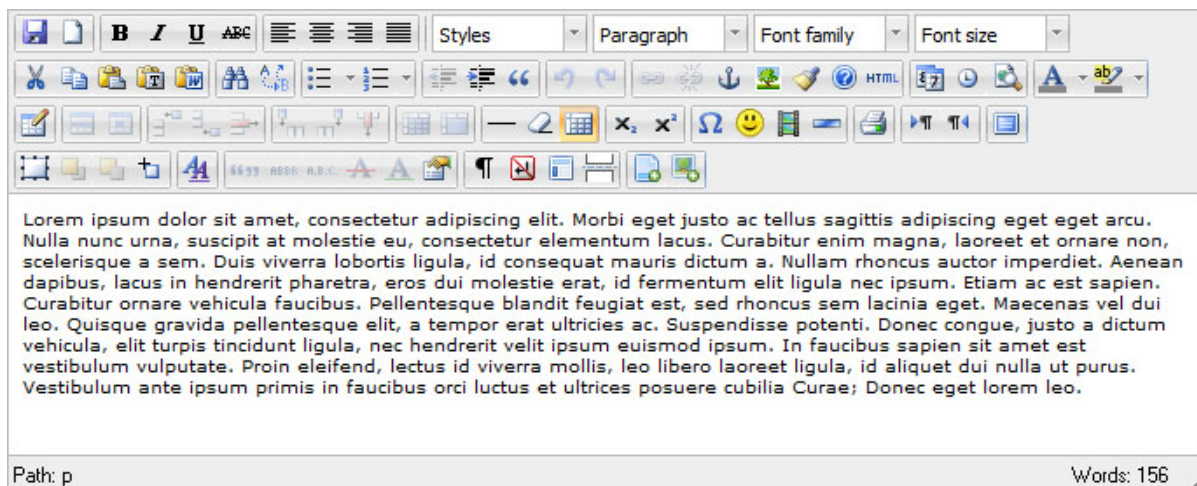 B I U ABC Styles Paragraph Font family Font size
HTML
ABBR A.B.C.
Lorem ipsum dolor sit amet, consectetur adipiscing elit. Morbi eget justo ac tellus sagittis adipiscing eget eget arcu.
Nulla nunc urna, suscipit at molestie eu, consectetur elementum lacus. Curabitur enim magna, laoreet et ornare non,
scelerisque a sem. Duis viverra lobortis ligula, id consequat mauris dictum a. Nullam rhoncus auctor imperdiet. Aenean
dapibus, lacus in hendrerit pharetra, eros dui molestie erat, id fermentum elit ligula nec ipsum. Etiam ac est sapien.
Curabitur ornare vehicula faucibus. Pellentesque blandit feugiat est, sed rhoncus sem lacinia eget. Maecenas vel dui
leo. Quisque gravida pellentesque elit, a tempor erat ultricies ac. Suspendisse potenti. Donec congue, justo a dictum
vehicula, elit turpis tincidunt ligula, nec hendrerit velit ipsum euismod ipsum. In faucibus sapien sit amet est
vestibulum vulputate. Proin eleifend, lectus id viverra mollis, leo libero laoreet ligula, id aliquet dui nulla ut purus.
Vestibulum ante ipsum primis in faucibus orci luctus et ultrices posuere cubilia Curae; Donec eget lorem leo.
Path: p Words: 156